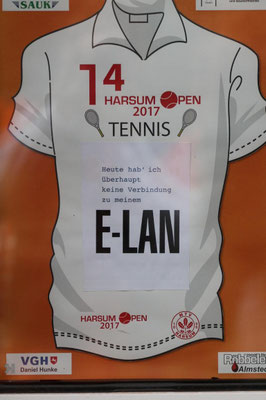 SAUK
14
HARSUM OPEN
2017
TENNIS
Heute hab' ich
überhaupt
keine Verbindung
zu meinem
E-LAN
HARSUM OPEN
2017
VGH
Daniel Hunke